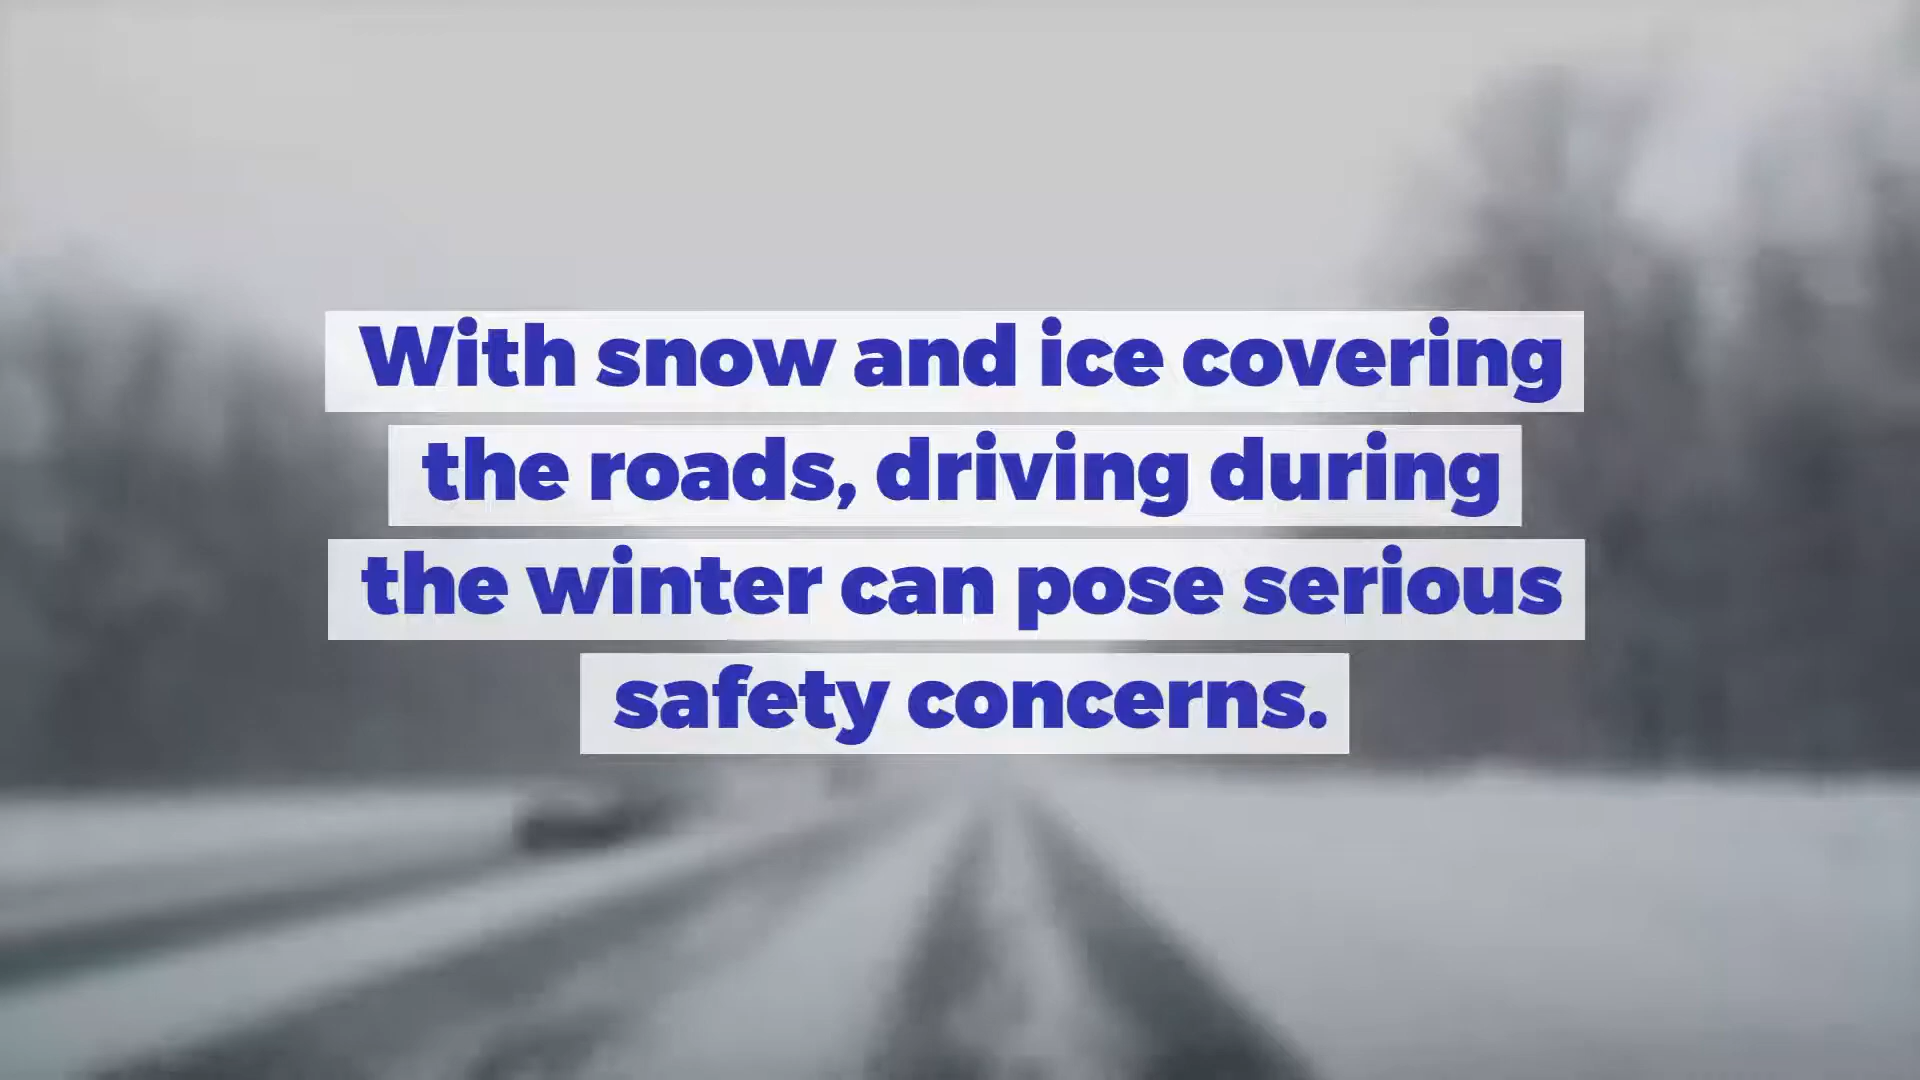 With snow and ice covering
the roads, driving during
the winter can pose serious
safety concerns.